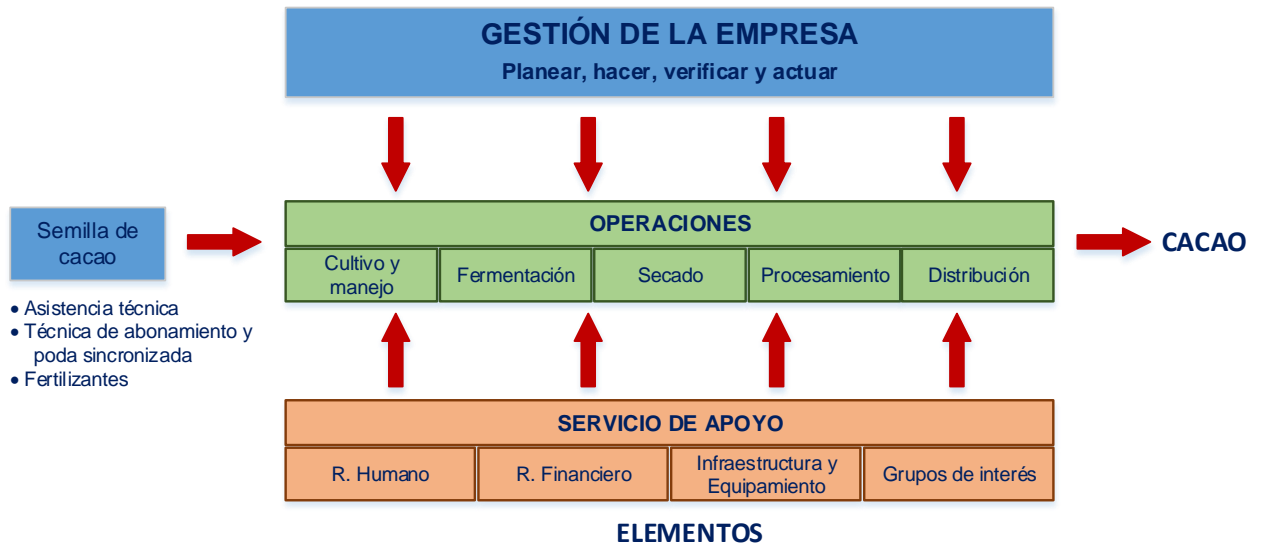 GESTIÓN DE LA EMPRESA
Planear, hacer, verificar y actuar
Semilla de
cacao
• Asistencia técnica
• Técnica de abonamiento y
poda sincronizada
• Fertilizantes
OPERACIONES
Cultivo y
manejo
Fermentación
Secado
Procesamiento
Distribución
CACAO
SERVICIO DE APOYO
R. Humano
R. Financiero
Infraestructura y
Equipamiento
Grupos de interés
ELEMENTOS